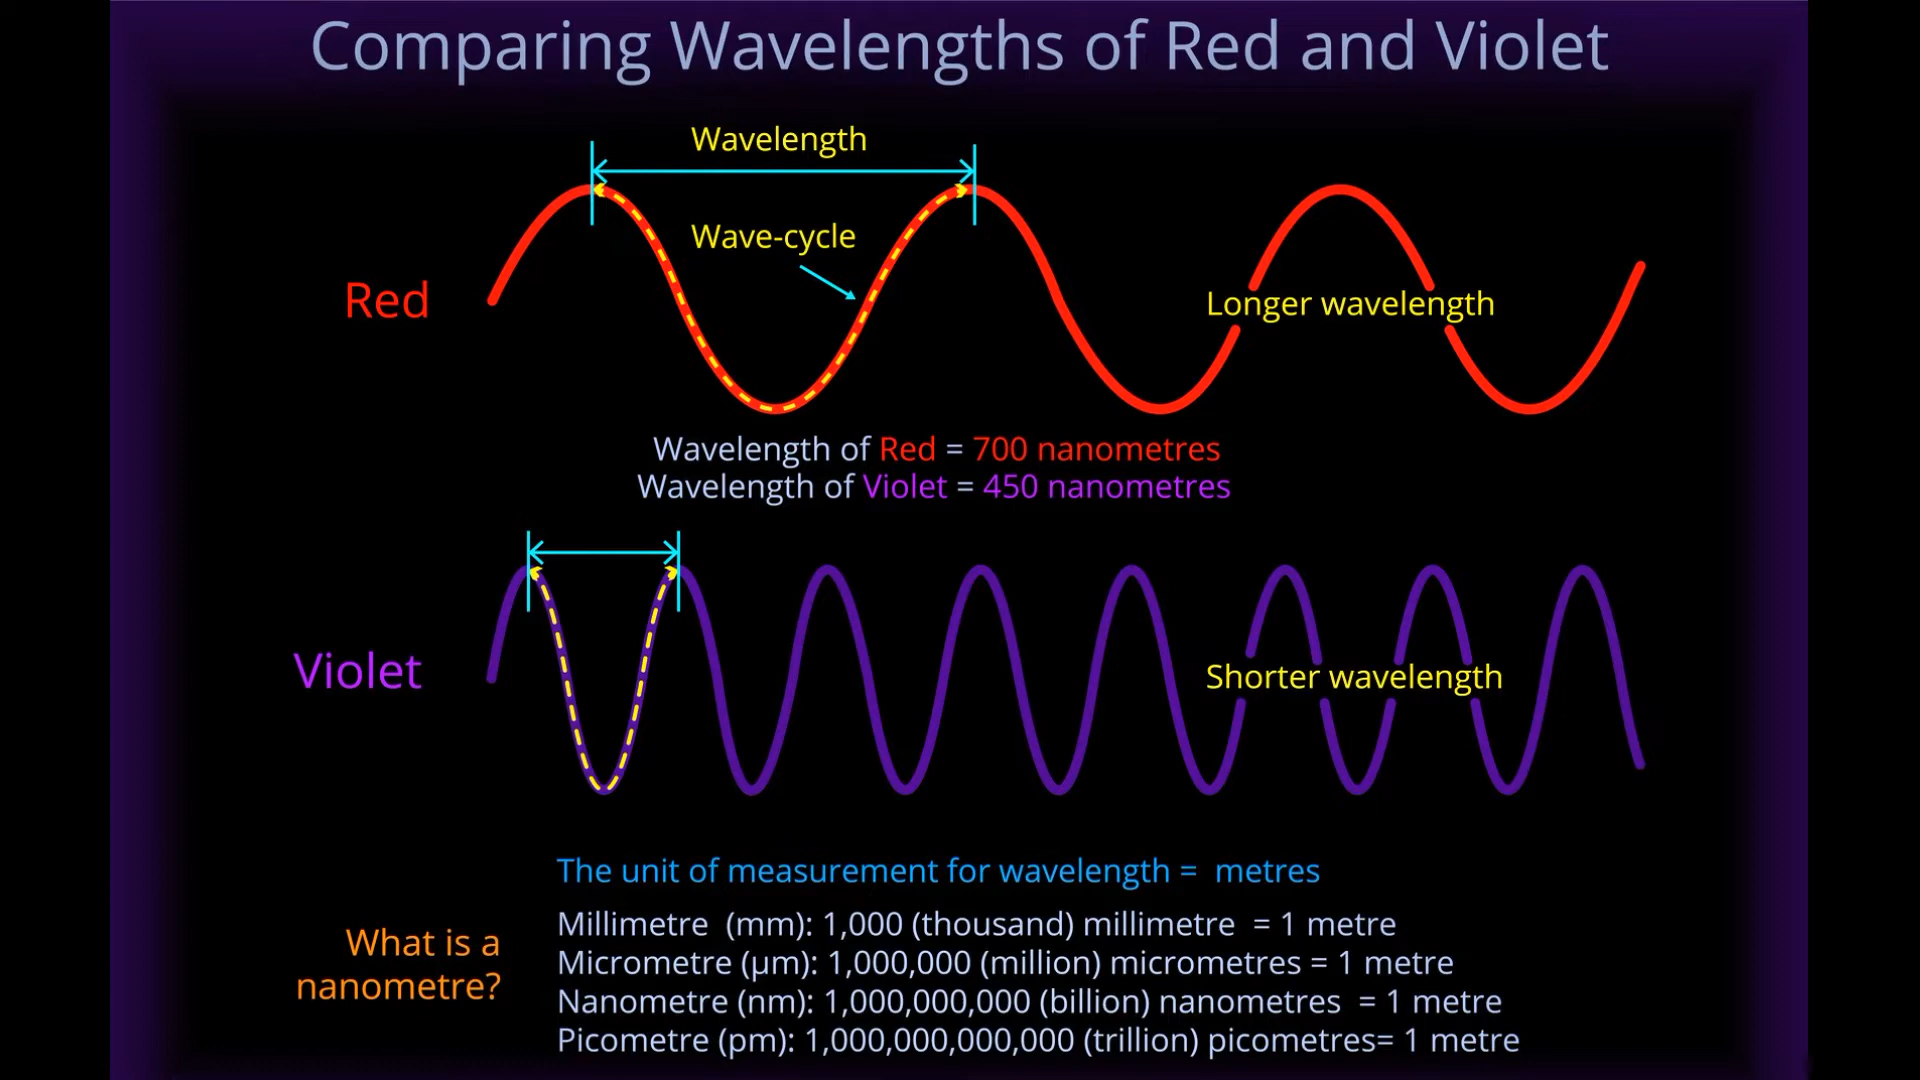 Comparing Wavelengths of Red and Violet
Wavelength
Wave-cycle
Red
Longer wavelength
Wavelength of Red = 700 nanometres
Wavelength of Violet = 450 nanometres
Violet
Shorter wavelength
The unit of measurement for wavelength = metres
What is a
nanometre?
Millimetre (mm): 1,000 (thousand) millimetre = 1 metre
Micrometre (μm): 1,000,000 (million) micrometres = 1 metre
Nanometre (nm): 1,000,000,000 (billion) nanometres = 1 metre
Picometre (pm): 1,000,000,000,000 (trillion) picometres= 1 metre